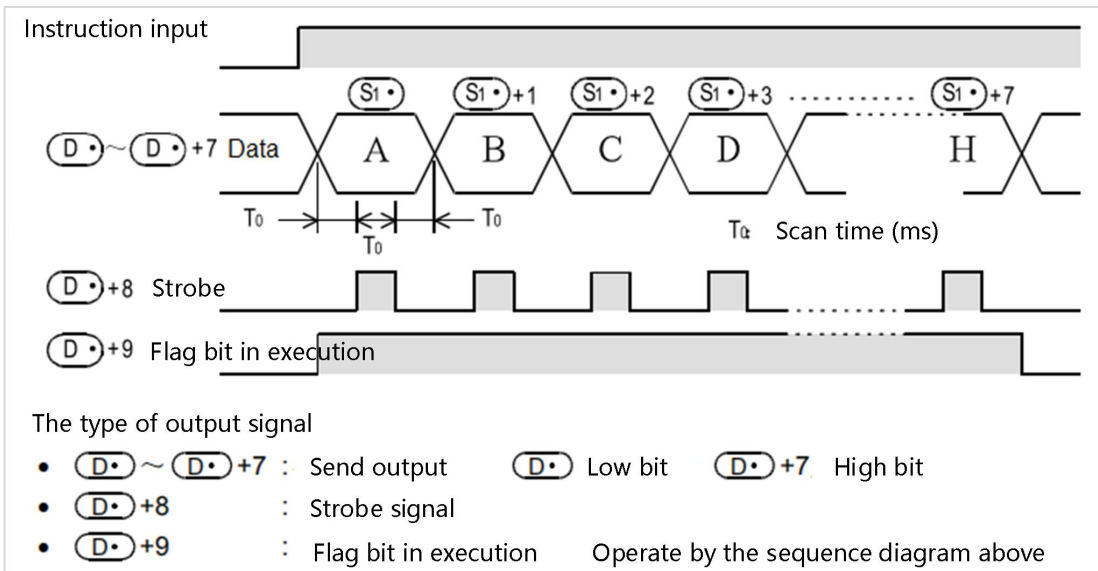 Instruction input
S1• S1•+1 S1•+2 S1•+3 S1•+7
D•~D•+7 Data A B C D H
T0 T0
T0
T0: Scan time (ms)
D•+8 Strobe
D•+9 Flag bit in execution
The type of output signal
• D•~D•+7 : Send output D• Low bit D•+7 High bit
• D•+8 : Strobe signal
• D•+9 : Flag bit in execution Operate by the sequence diagram above